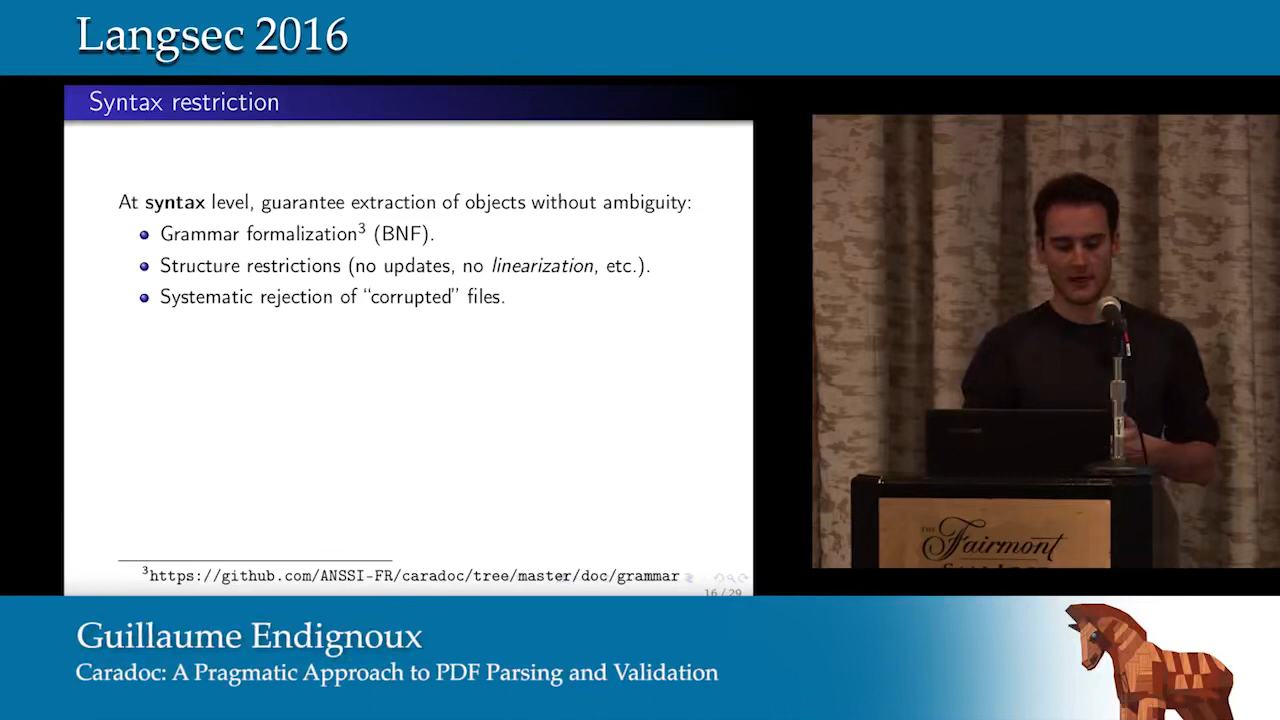 Langsec 2016
Syntax restriction
At syntax level, guarantee extraction of objects without ambiguity:
Grammar formalization³ (BNF).
Structure restrictions (no updates, no linearization, etc.).
Systematic rejection of “corrupted” files.
³https://github.com/ANSSI-FR/caradoc/tree/master/doc/grammar
16 / 29
THE
Fairmont
Guillaume Endignoux
Caradoc: A Pragmatic Approach to PDF Parsing and Validation